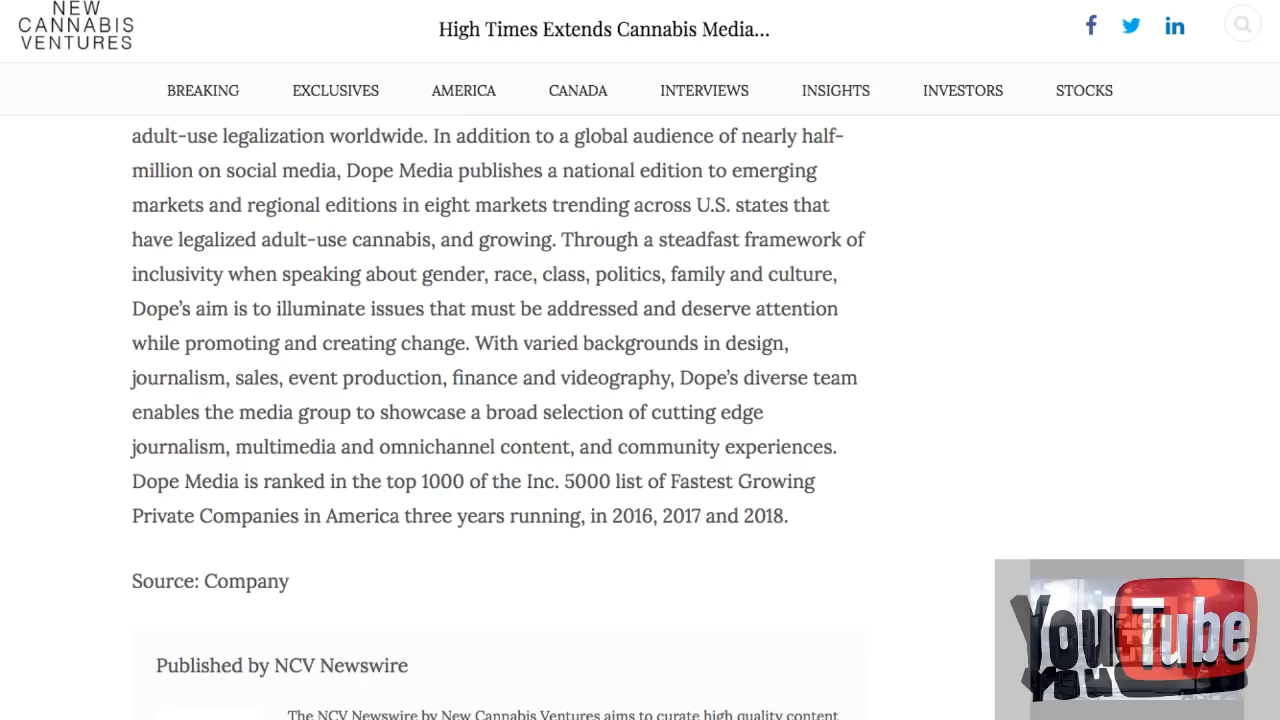 NEW
CANNABIS
VENTURES
High Times Extends Cannabis Media...
BREAKING EXCLUSIVES AMERICA CANADA INTERVIEWS INSIGHTS INVESTORS STOCKS
adult-use legalization worldwide. In addition to a global audience of nearly half-
million on social media, Dope Media publishes a national edition to emerging
markets and regional editions in eight markets trending across U.S. states that
have legalized adult-use cannabis, and growing. Through a steadfast framework of
inclusivity when speaking about gender, race, class, politics, family and culture,
Dope’s aim is to illuminate issues that must be addressed and deserve attention
while promoting and creating change. With varied backgrounds in design,
journalism, sales, event production, finance and videography, Dope’s diverse team
enables the media group to showcase a broad selection of cutting edge
journalism, multimedia and omnichannel content, and community experiences.
Dope Media is ranked in the top 1000 of the Inc. 5000 list of Fastest Growing
Private Companies in America three years running, in 2016, 2017 and 2018.
Source: Company
Published by NCV Newswire
The NCV Newswire by New Cannabis Ventures aims to curate high quality content
YouTube
RICH
TV
LIVE